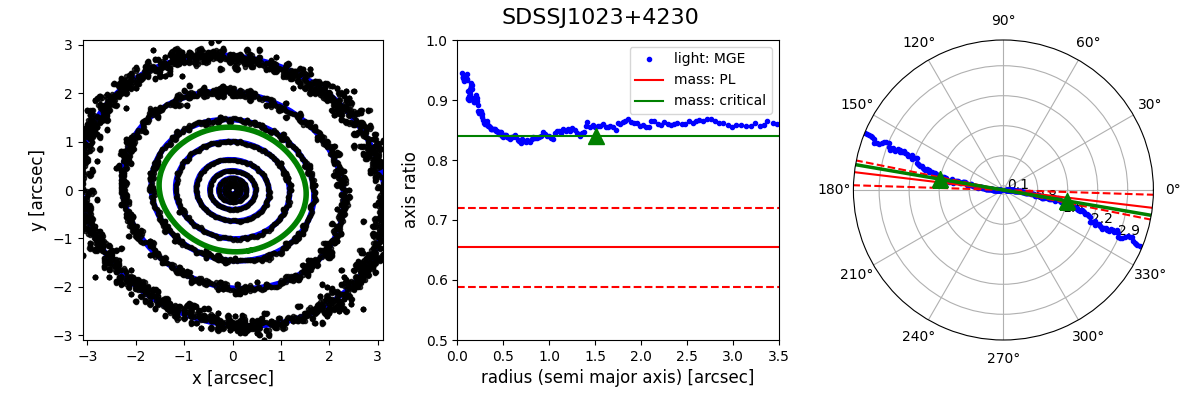 SDSSJ1023+4230
3
2
1
0
−1
−2
−3
y [arcsec]
−3 −2 −1 0 1 2 3
x [arcsec]
1.0
0.9
0.8
0.7
0.6
0.5
axis ratio
light: MGE
mass: PL
mass: critical
0.0 0.5 1.0 1.5 2.0 2.5 3.0 3.5
radius (semi major axis) [arcsec]
90°
120° 60°
150° 30°
180° 0°
0.1
2.2
2.9
210° 330°
240° 300°
270°